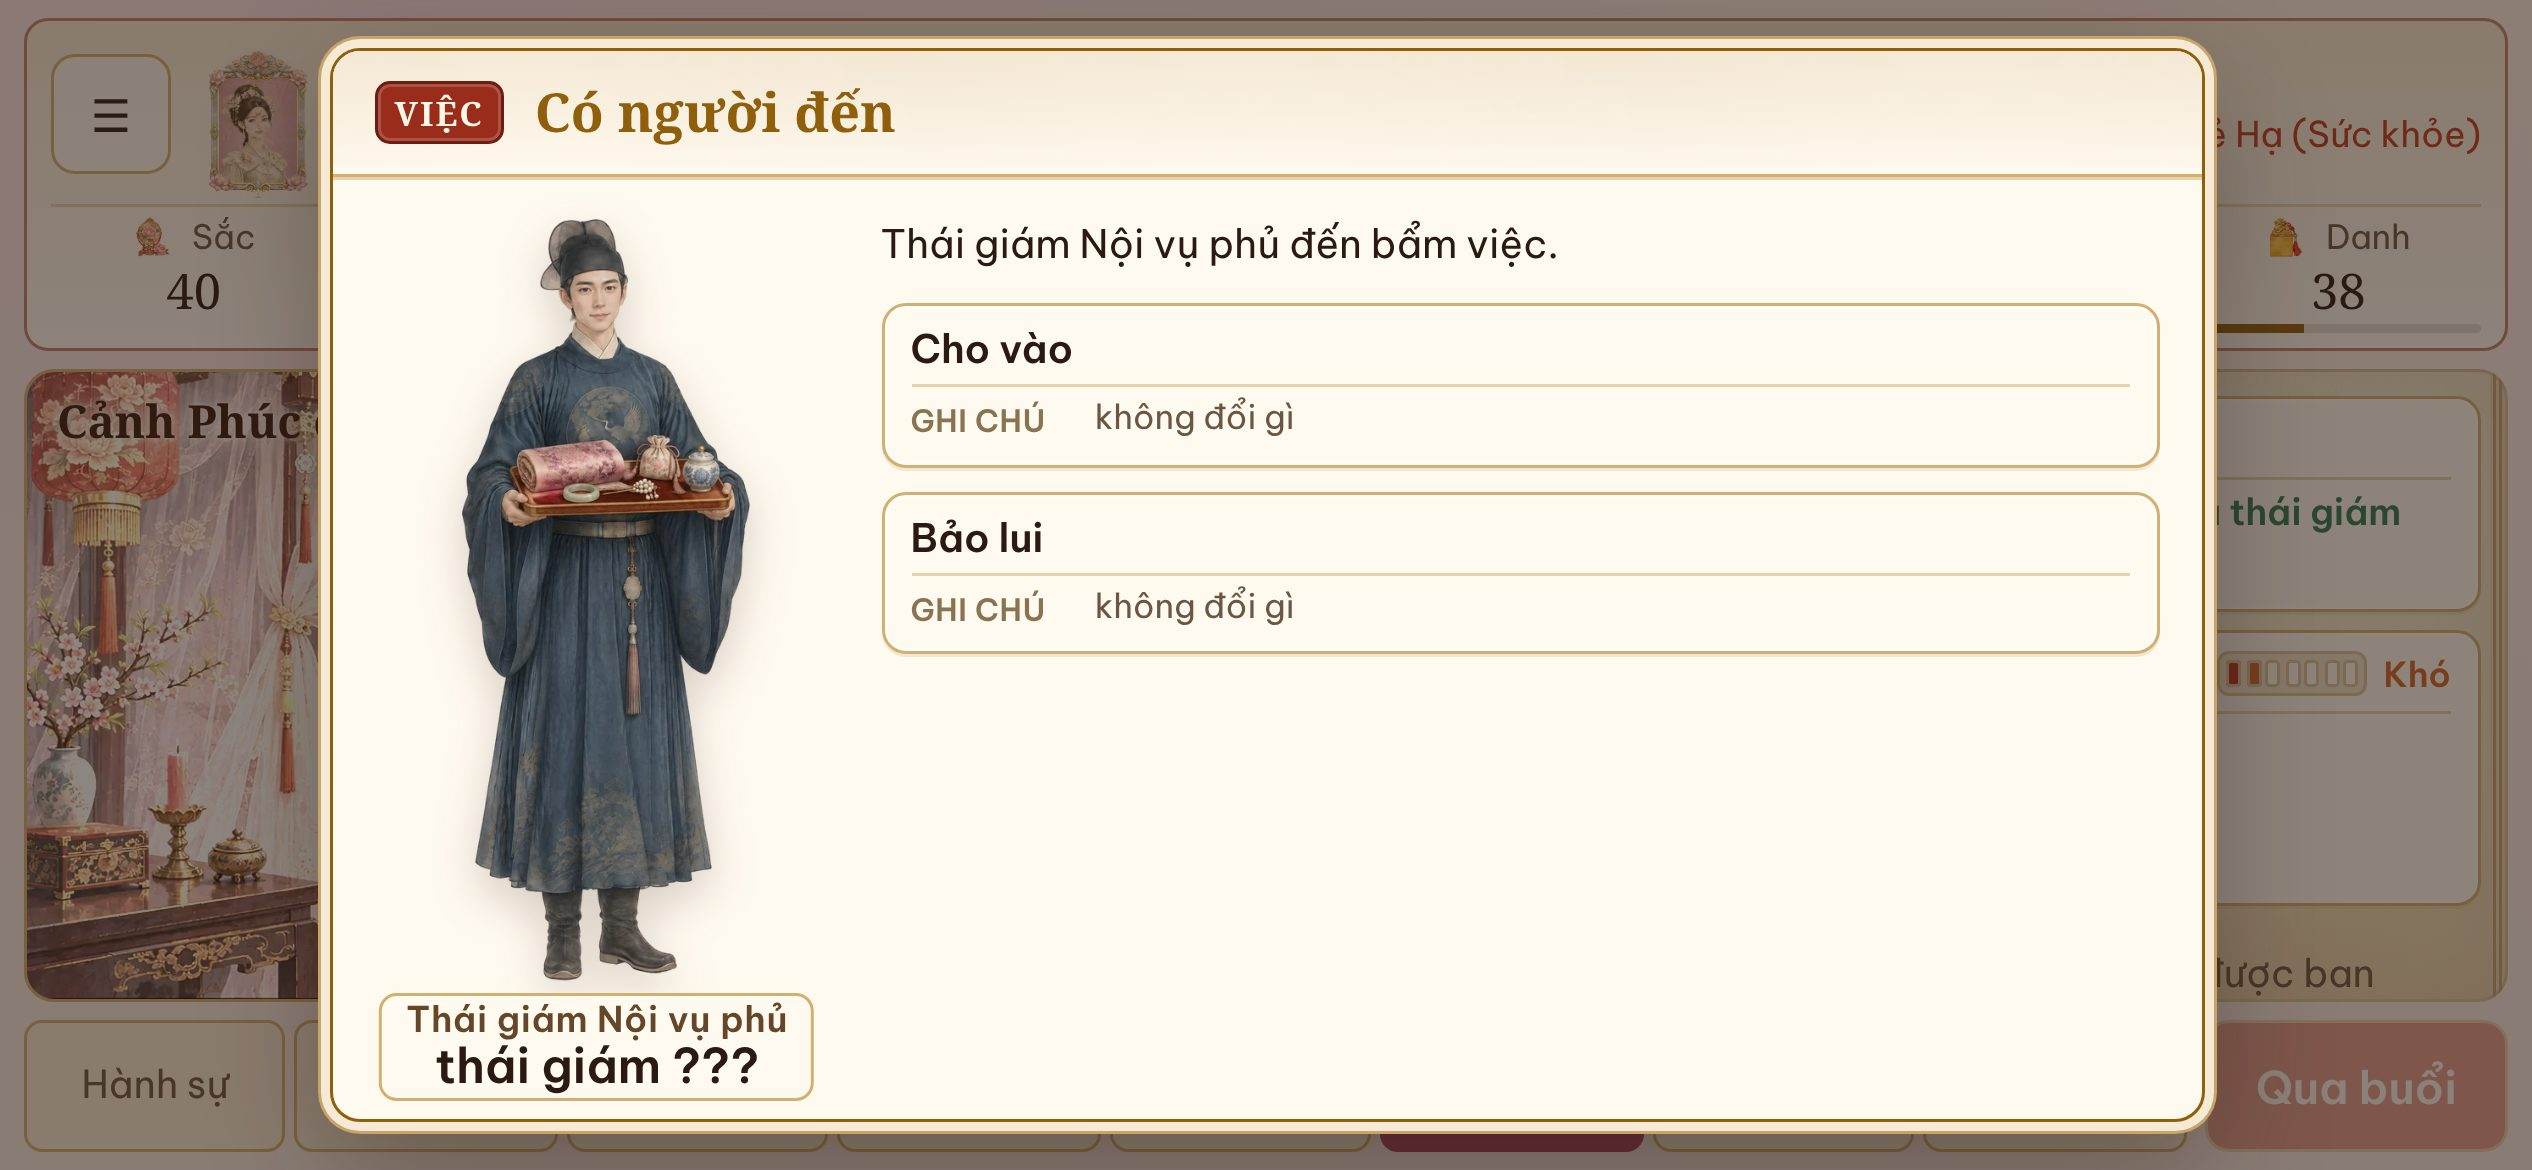 VIỆC Có người đến
Thái giám Nội vụ phủ đến bẩm việc.
Cho vào
GHI CHÚ không đổi gì
Bảo lui
GHI CHÚ không đổi gì
Thái giám Nội vụ phủ
thái giám ???
Hạ (Sức khỏe)
Sắc
40
Danh
38
Cảnh Phúc
thái giám
Khó
được ban
Hành sự
Qua buổi